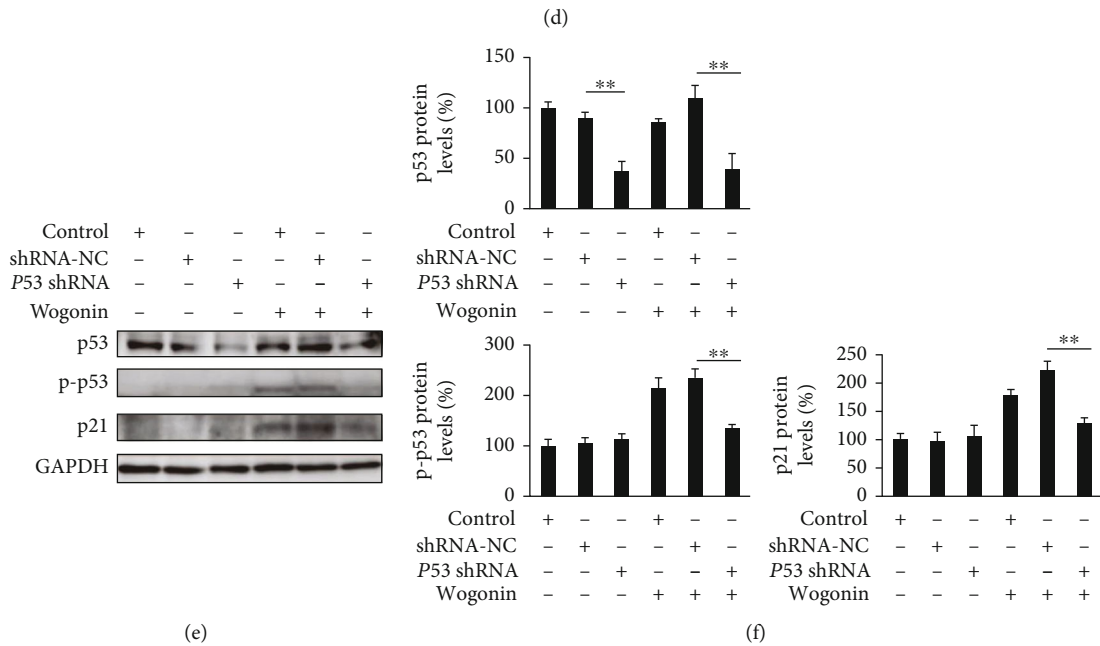 (d)
p53 protein
levels (%)
150
100
50
0
**
**
Control + – – + – –
shRNA-NC – + – – + –
P53 shRNA – – + – – +
Wogonin – – – + + +
Control + – – + – –
shRNA-NC – + – – + –
P53 shRNA – – + – – +
Wogonin – – – + + +
p53
p-p53
p21
GAPDH
(e)
p-p53 protein
levels (%)
300
200
100
0
**
Control + – – + – –
shRNA-NC – + – – + –
P53 shRNA – – + – – +
Wogonin – – – + + +
p21 protein
levels (%)
250
200
150
100
50
0
**
Control + – – + – –
shRNA-NC – + – – + –
P53 shRNA – – + – – +
Wogonin – – – + + +
(f)